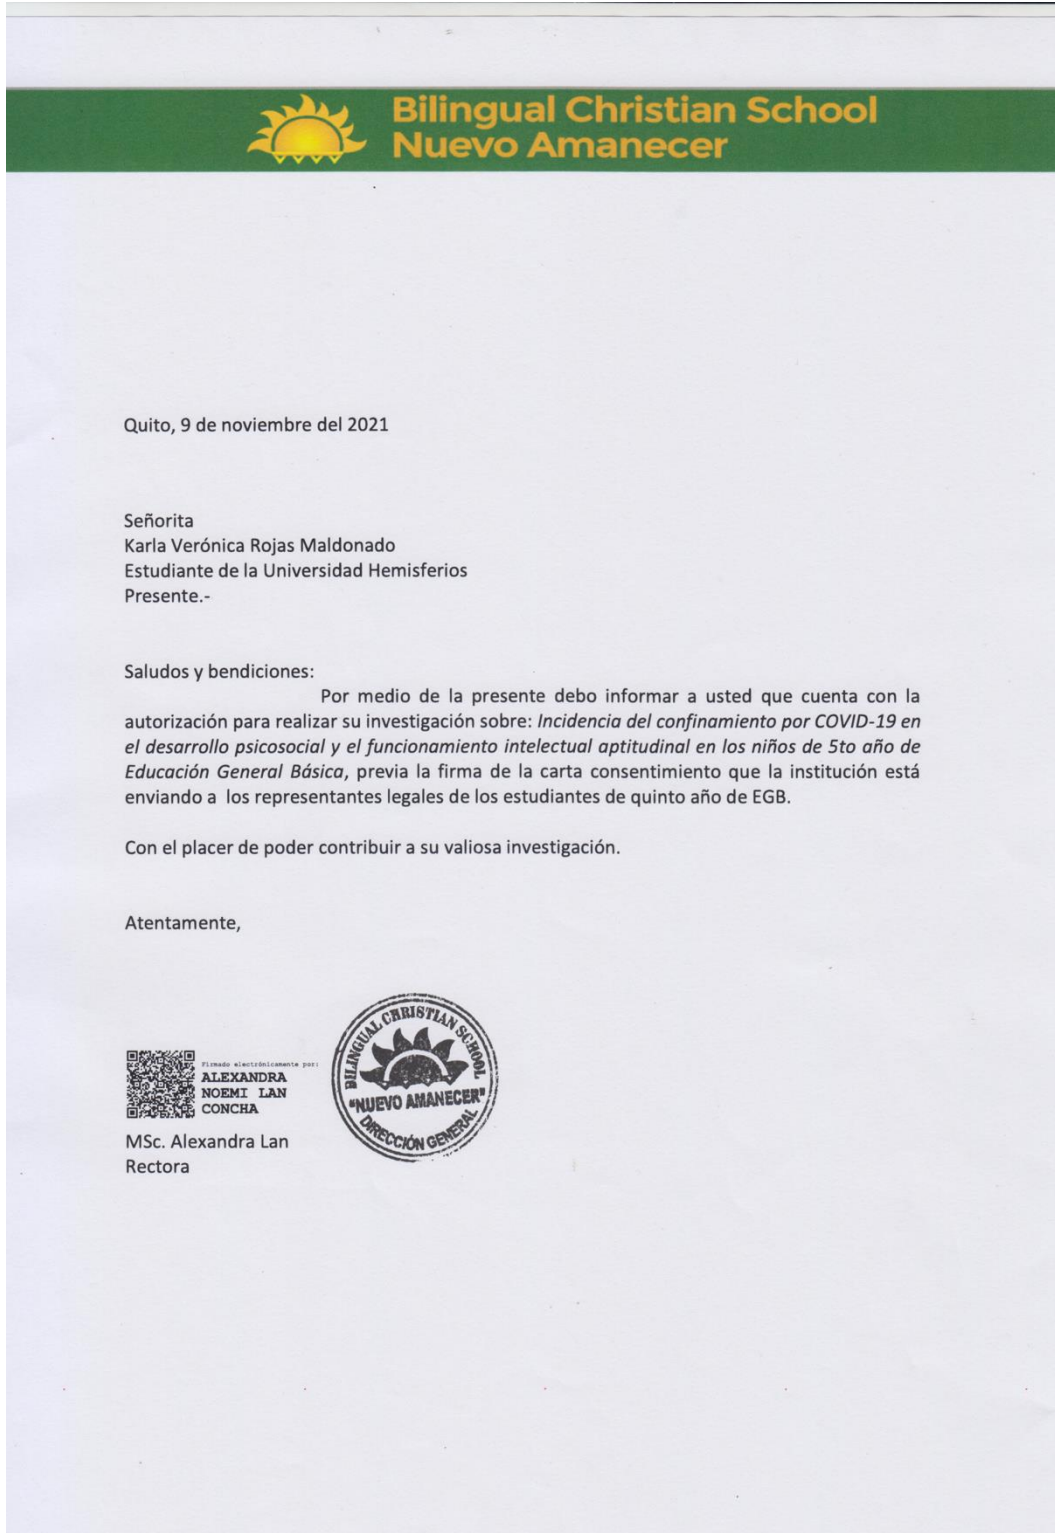 Bilingual Christian School
Nuevo Amanecer
Quito, 9 de noviembre del 2021
Señorita
Karla Verónica Rojas Maldonado
Estudiante de la Universidad Hemisferios
Presente.-
Saludos y bendiciones:
Por medio de la presente debo informar a usted que cuenta con la
autorización para realizar su investigación sobre: Incidencia del confinamiento por COVID-19 en
el desarrollo psicosocial y el funcionamiento intelectual aptitudinal en los niños de 5to año de
Educación General Básica, previa la firma de la carta consentimiento que la institución está
enviando a  los representantes legales de los estudiantes de quinto año de EGB.
Con el placer de poder contribuir a su valiosa investigación.
Atentamente,
Firmado electrónicamente por:
ALEXANDRA
NOEMI LAN
CONCHA
BILINGUAL CHRISTIAN SCHOOL
"NUEVO AMANECER"
DIRECCIÓN GENERAL
MSc. Alexandra Lan
Rectora